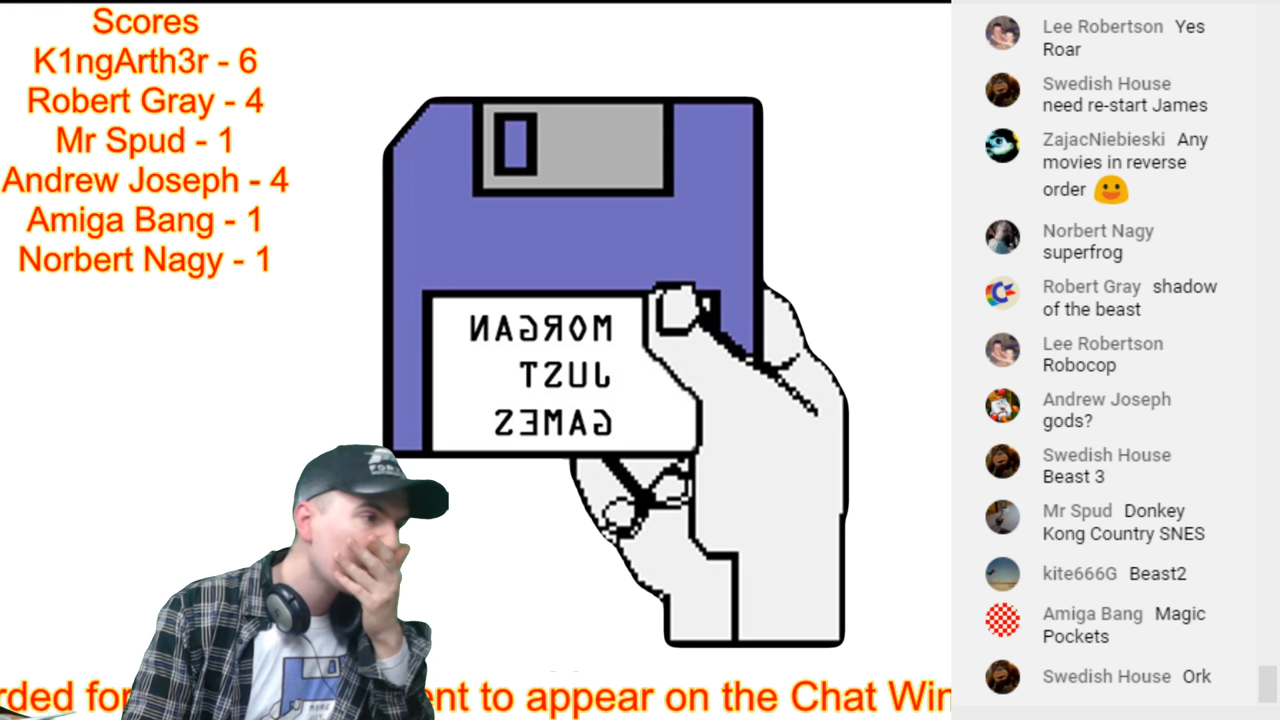 Scores
K1ngArth3r - 6
Robert Gray - 4
Mr Spud - 1
Andrew Joseph - 4
Amiga Bang - 1
Norbert Nagy - 1
MORGAN
JUST
GAMES
to appear on the Chat
Lee Robertson Yes
Roar
Swedish House
need re-start James
ZajacNiebieski Any
movies in reverse
order 😃
Norbert Nagy
superfrog
Robert Gray shadow
of the beast
Lee Robertson
Robocop
Andrew Joseph
gods?
Swedish House
Beast 3
Mr Spud Donkey
Kong Country SNES
kite666G Beast2
Amiga Bang Magic
Pockets
Swedish House Ork